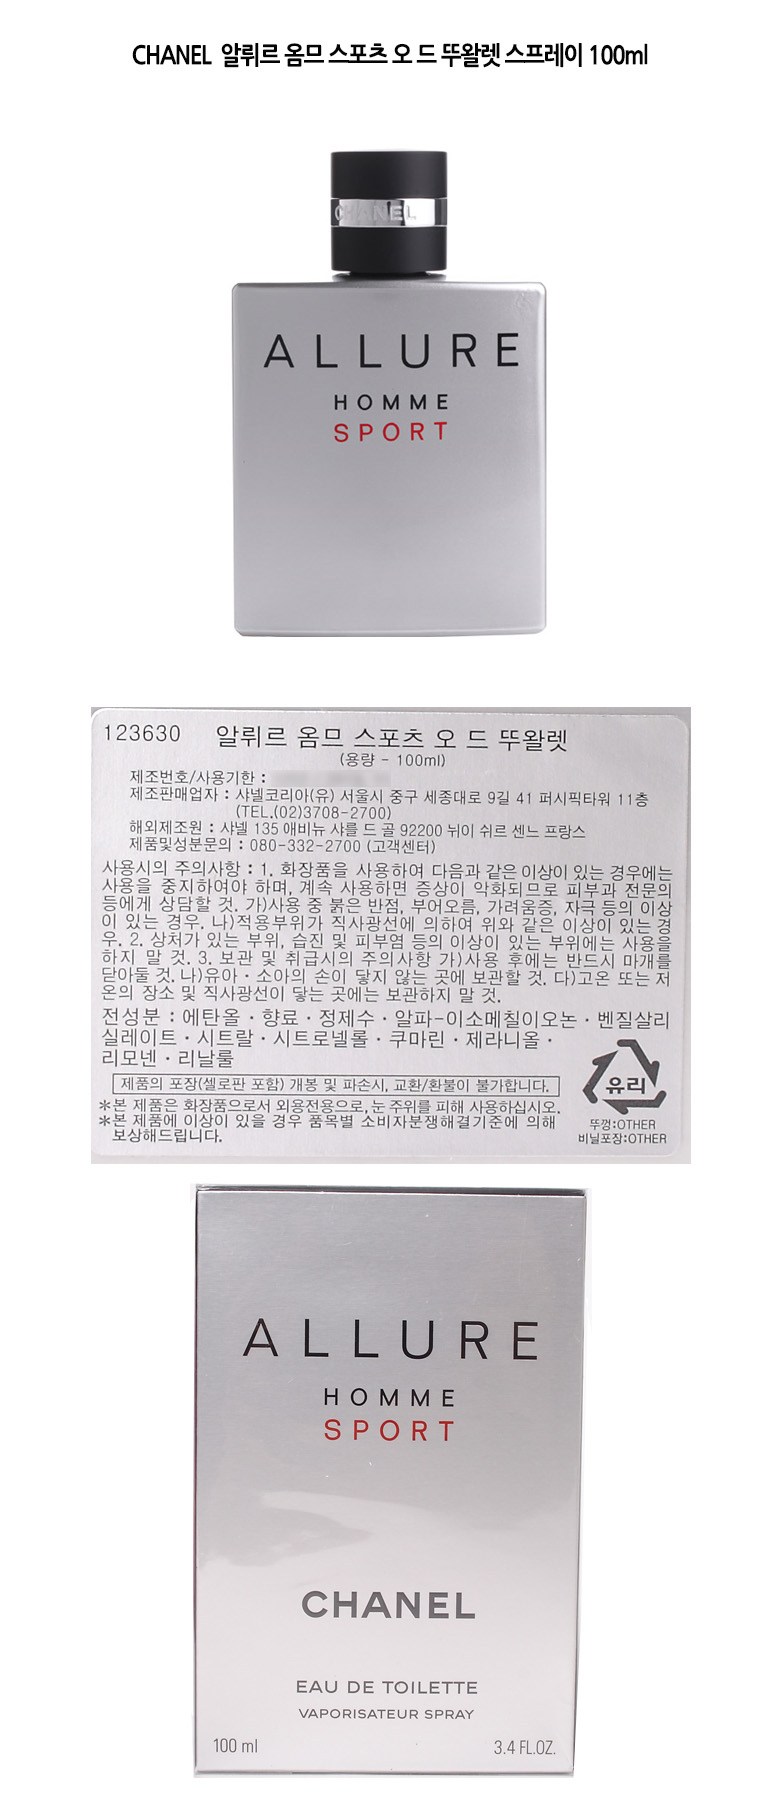 CHANEL 알뤼르 옴므 스포츠 오 드 뚜왈렛 스프레이 100ml
CHANEL
ALLURE
HOMME
SPORT
123630 알뤼르 옴므 스포츠 오 드 뚜왈렛
(용량 - 100ml)
제조번호/사용기한 :
제조판매업자 : 샤넬코리아(유) 서울시 중구 세종대로 9길 41 퍼시픽타워 11층
(TEL.(02)3708-2700)
해외제조원 : 샤넬 135 애비뉴 샤를 드 골 92200 뉘이 쉬르 센느 프랑스
제품및성분문의 : 080-332-2700 (고객센터)
사용시의 주의사항 : 1. 화장품을 사용하여 다음과 같은 이상이 있는 경우에는
사용을 중지하여야 하며, 계속 사용하면 증상이 악화되므로 피부과 전문의
등에게 상담할 것. 가)사용 중 붉은 반점, 부어오름, 가려움증, 자극 등의 이상
이 있는 경우. 나)적용부위가 직사광선에 의하여 위와 같은 이상이 있는 경
우. 2. 상처가 있는 부위, 습진 및 피부염 등의 이상이 있는 부위에는 사용을
하지 말 것. 3. 보관 및 취급시의 주의사항 가)사용 후에는 반드시 마개를
닫아둘 것. 나)유아 · 소아의 손이 닿지 않는 곳에 보관할 것. 다)고온 또는 저
온의 장소 및 직사광선이 닿는 곳에는 보관하지 말 것.
전성분 : 에탄올 · 향료 · 정제수 · 알파-이소메칠이오논 · 벤질살리
실레이트 · 시트랄 · 시트로넬롤 · 쿠마린 · 제라니올 ·
리모넨 · 리날룰
제품의 포장(셀로판 포함) 개봉 및 파손시, 교환/환불이 불가합니다.
*본 제품은 화장품으로서 외용전용으로, 눈 주위를 피해 사용하십시오.
*본 제품에 이상이 있을 경우 품목별 소비자분쟁해결기준에 의해
보상해드립니다.
유리
뚜껑:OTHER
비닐포장:OTHER
ALLURE
HOMME
SPORT
CHANEL
EAU DE TOILETTE
VAPORISATEUR SPRAY
100 ml 3.4 FL.OZ.